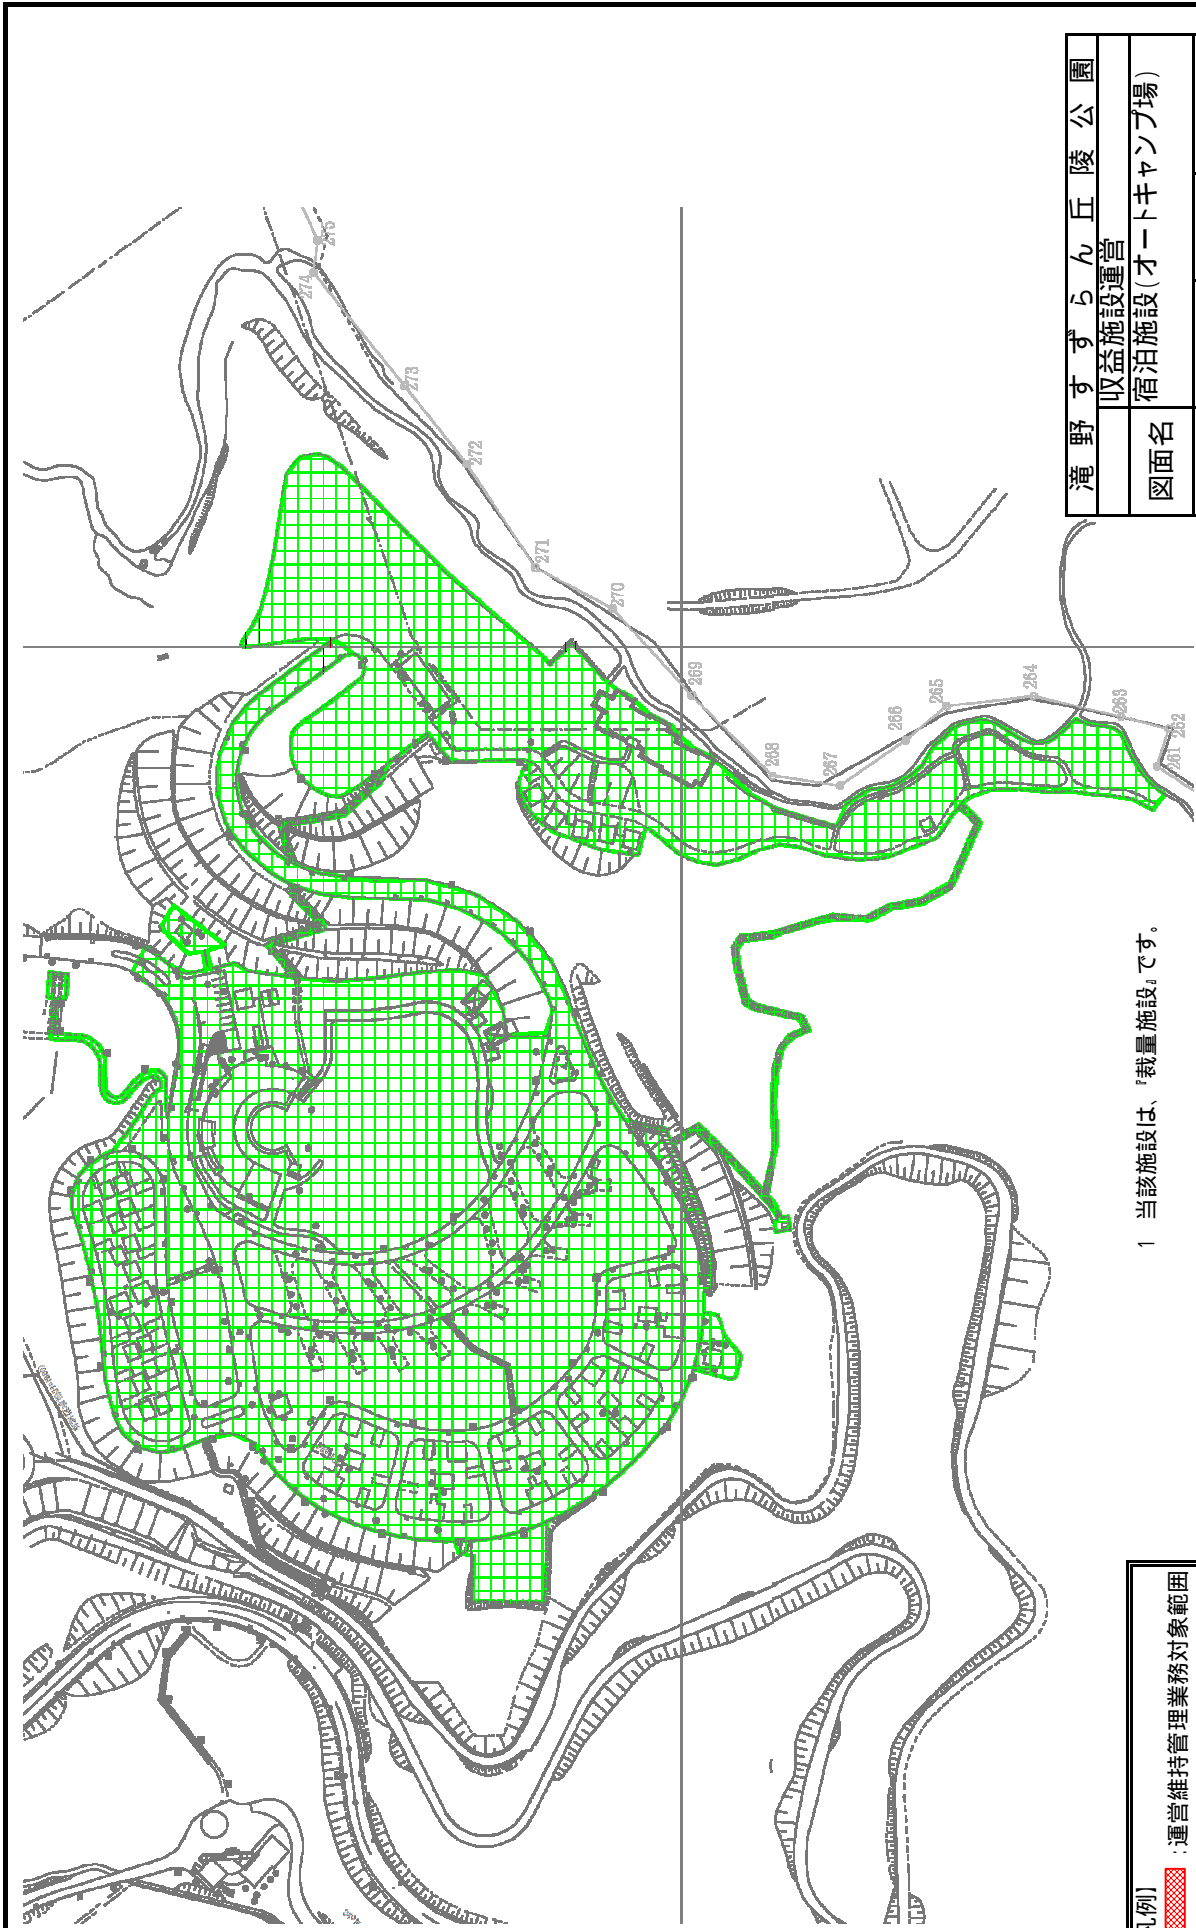 滝野すずらん丘陵公園
収益施設運営
図面名
宿泊施設(オートキャンプ場)
275
274
273
272
271
270
269
268
267
266
265
264
263
262
261
1 当該施設は、『裁量施設』です。
例】
:運営維持管理業務対象範囲